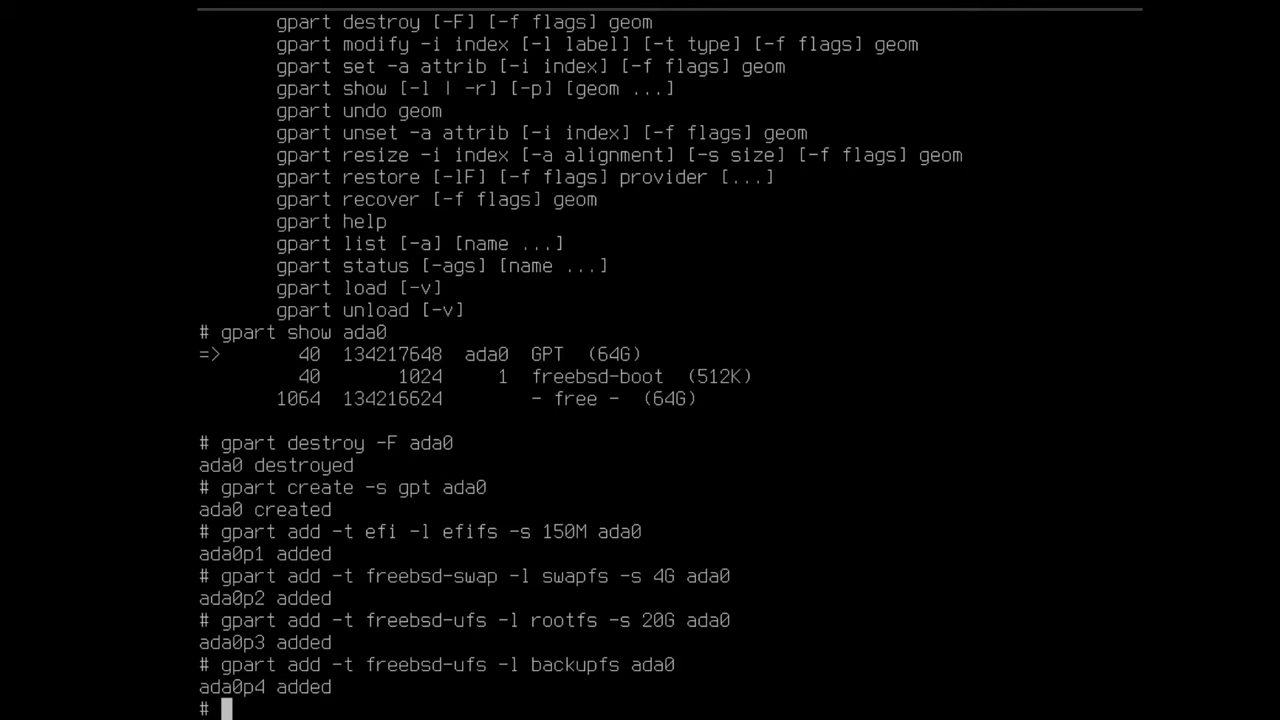 gpart destroy [-F] [-f flags] geom
gpart modify -i index [-l label] [-t type] [-f flags] geom
gpart set -a attrib [-i index] [-f flags] geom
gpart show [-l | -r] [-p] [geom ...]
gpart undo geom
gpart unset -a attrib [-i index] [-f flags] geom
gpart resize -i index [-a alignment] [-s size] [-f flags] geom
gpart restore [-lF] [-f flags] provider [...]
gpart recover [-f flags] geom
gpart help
gpart list [-a] [name ...]
gpart status [-ags] [name ...]
gpart load [-v]
gpart unload [-v]
# gpart show ada0
=> 40 134217648 ada0 GPT (64G)
40 1024 1 freebsd-boot (512K)
1064 134216624 - free - (64G)
# gpart destroy -F ada0
ada0 destroyed
# gpart create -s gpt ada0
ada0 created
# gpart add -t efi -l efifs -s 150M ada0
ada0p1 added
# gpart add -t freebsd-swap -l swapfs -s 4G ada0
ada0p2 added
# gpart add -t freebsd-ufs -l rootfs -s 20G ada0
ada0p3 added
# gpart add -t freebsd-ufs -l backupfs ada0
ada0p4 added
#